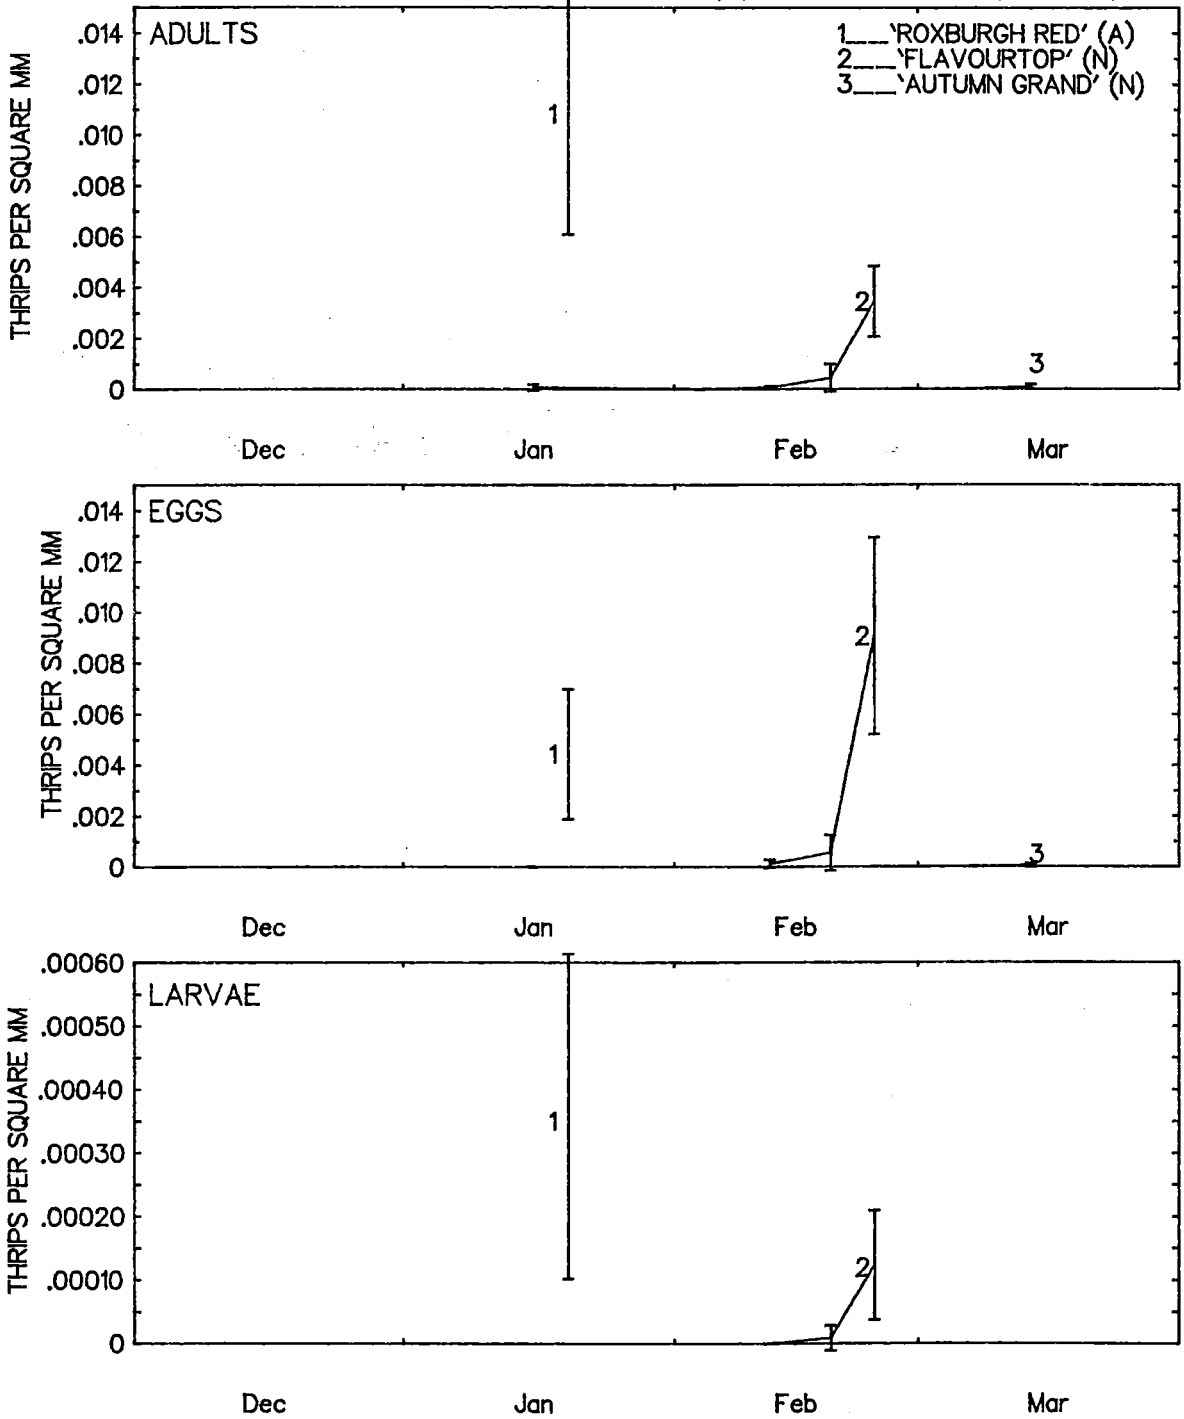 ADULTS
1___'ROXBURGH RED' (A)
2___'FLAVOURTOP' (N)
3___'AUTUMN GRAND' (N)
THRIPS PER SQUARE MM
.014
.012
.010
.008
.006
.004
.002
0
1
2
3
Dec Jan Feb Mar
EGGS
THRIPS PER SQUARE MM
.014
.012
.010
.008
.006
.004
.002
0
1
2
3
Dec Jan Feb Mar
LARVAE
THRIPS PER SQUARE MM
.00060
.00050
.00040
.00030
.00020
.00010
0
1
2
Dec Jan Feb Mar